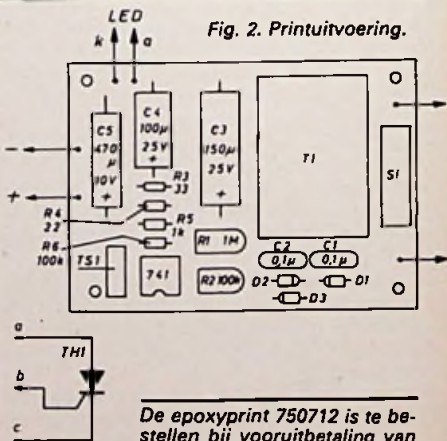 LED
k a
Fig. 2. Printuitvoering.
C5
470
µ
10V
+
C4
100µ
25V
+
C3
150µ
25V
+
T1
S1
-
+
R3
33
R4
22
R5
1k
R6
100k
TS1
741
R1 1M
R2 100k
C2
0,1µ
C1
0,1µ
D2
D1
D3
a
TH1
b
c
De epoxyprint 750712 is te be-
stellen bij vooruitbetaling van